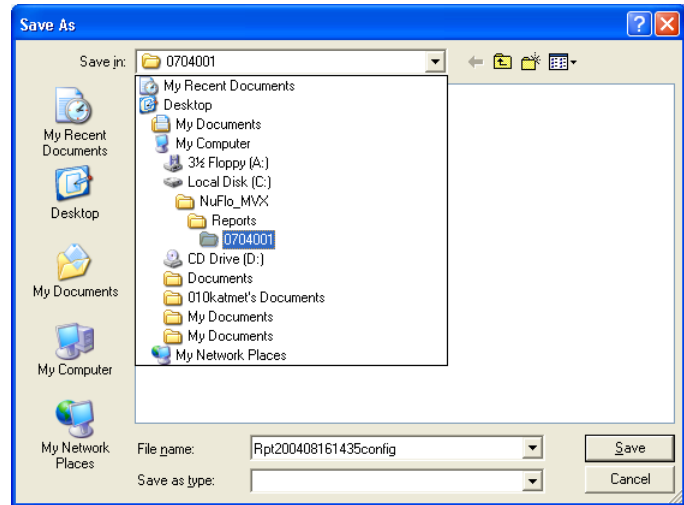 Save As
Save in: 0704001
My Recent Documents
Desktop
My Documents
My Computer
3½ Floppy (A:)
Local Disk (C:)
NuFlo_MVX
Reports
0704001
CD Drive (D:)
Documents
010katmet's Documents
My Documents
My Documents
My Network Places
My Recent
Documents
Desktop
My Documents
My Computer
My Network
Places
File name: Rpt200408161435config Save
Save as type: Cancel